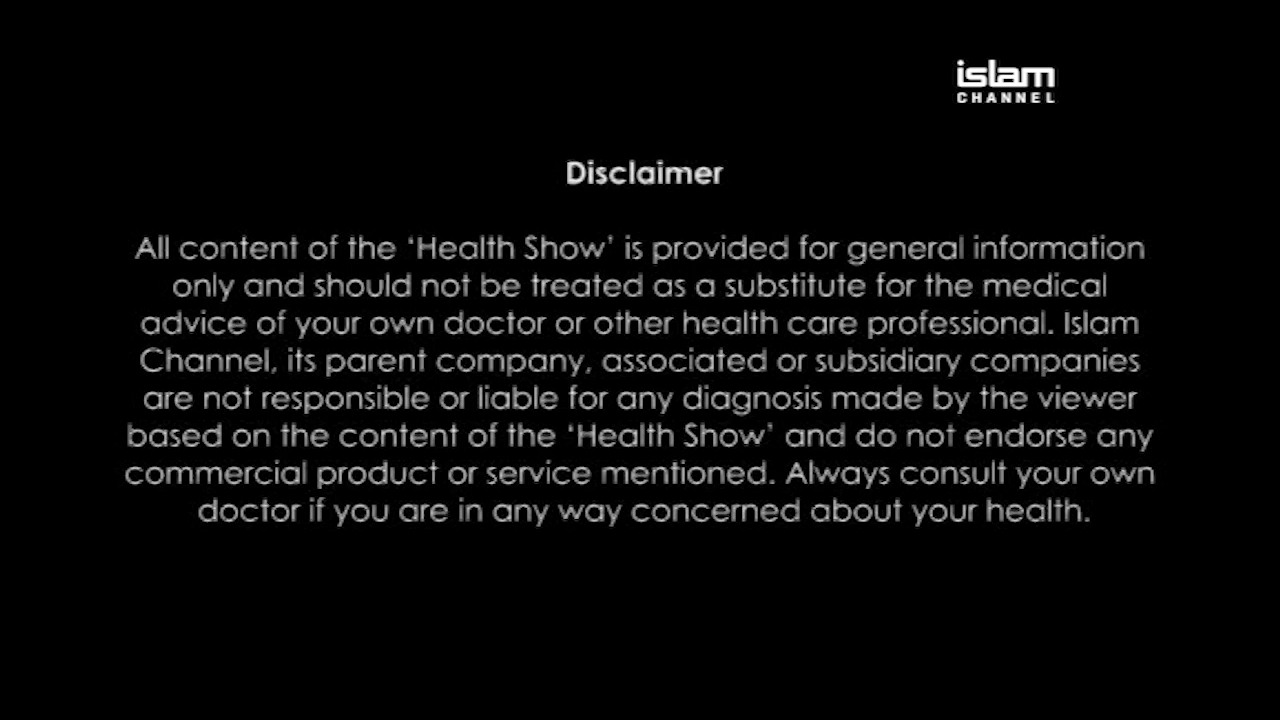 islam
CHANNEL
Disclaimer
All content of the ‘Health Show’ is provided for general information
only and should not be treated as a substitute for the medical
advice of your own doctor or other health care professional. Islam
Channel, its parent company, associated or subsidiary companies
are not responsible or liable for any diagnosis made by the viewer
based on the content of the ‘Health Show’ and do not endorse any
commercial product or service mentioned. Always consult your own
doctor if you are in any way concerned about your health.